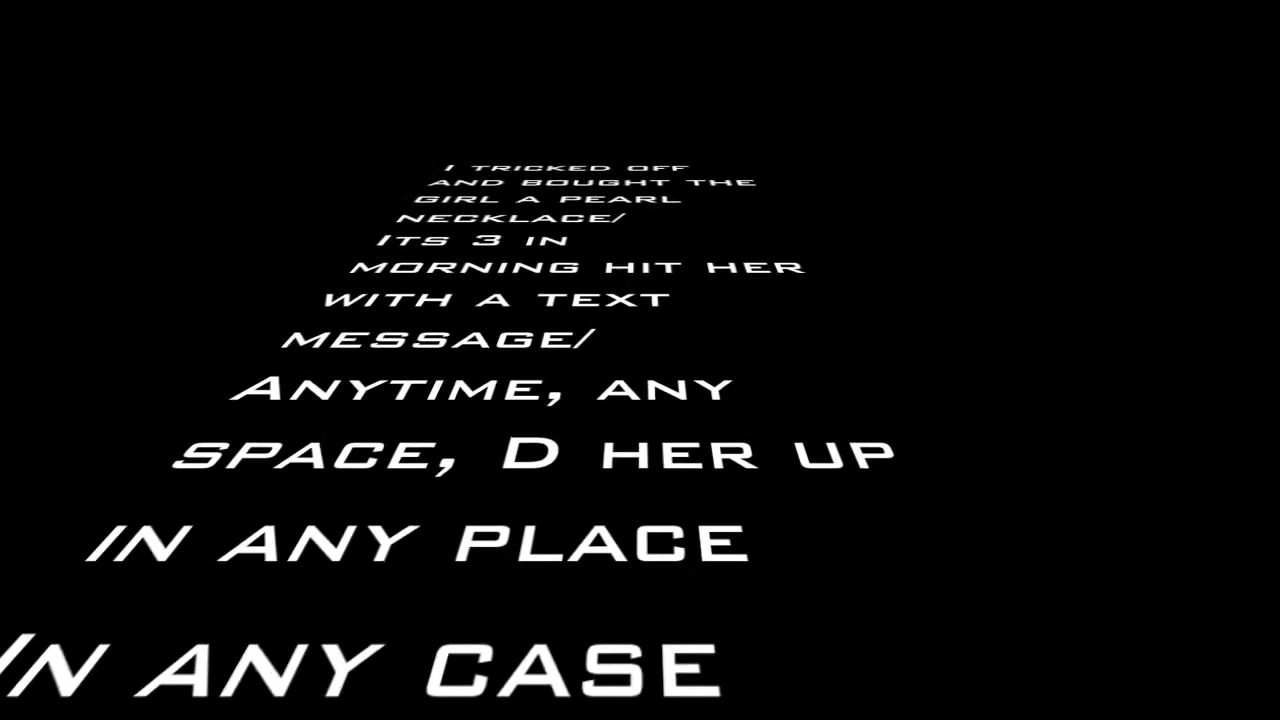 I tricked off
and bought the
girl a pearl
necklace/
Its 3 in
morning hit her
with a text
message/
Anytime, any
space, D her up
in any place
In any case